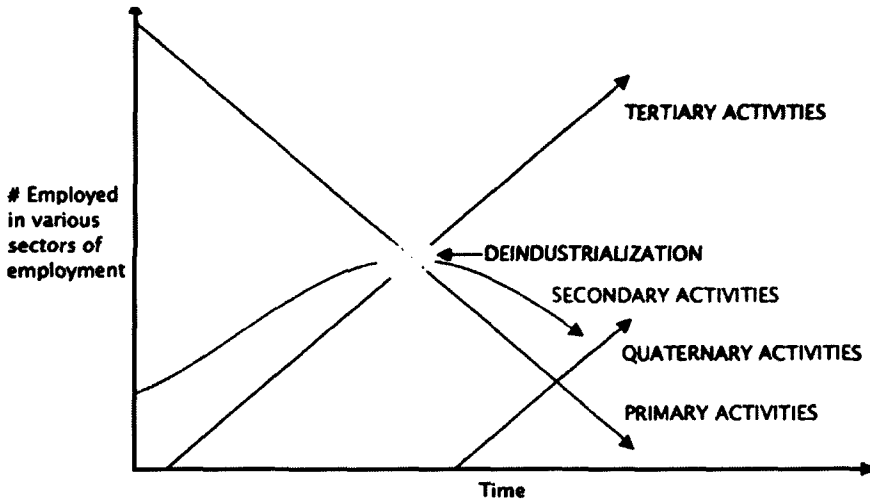 TERTIARY ACTIVITIES
# Employed
in various
sectors of
employment
DEINDUSTRIALIZATION
SECONDARY ACTIVITIES
QUATERNARY ACTIVITIES
PRIMARY ACTIVITIES
Time